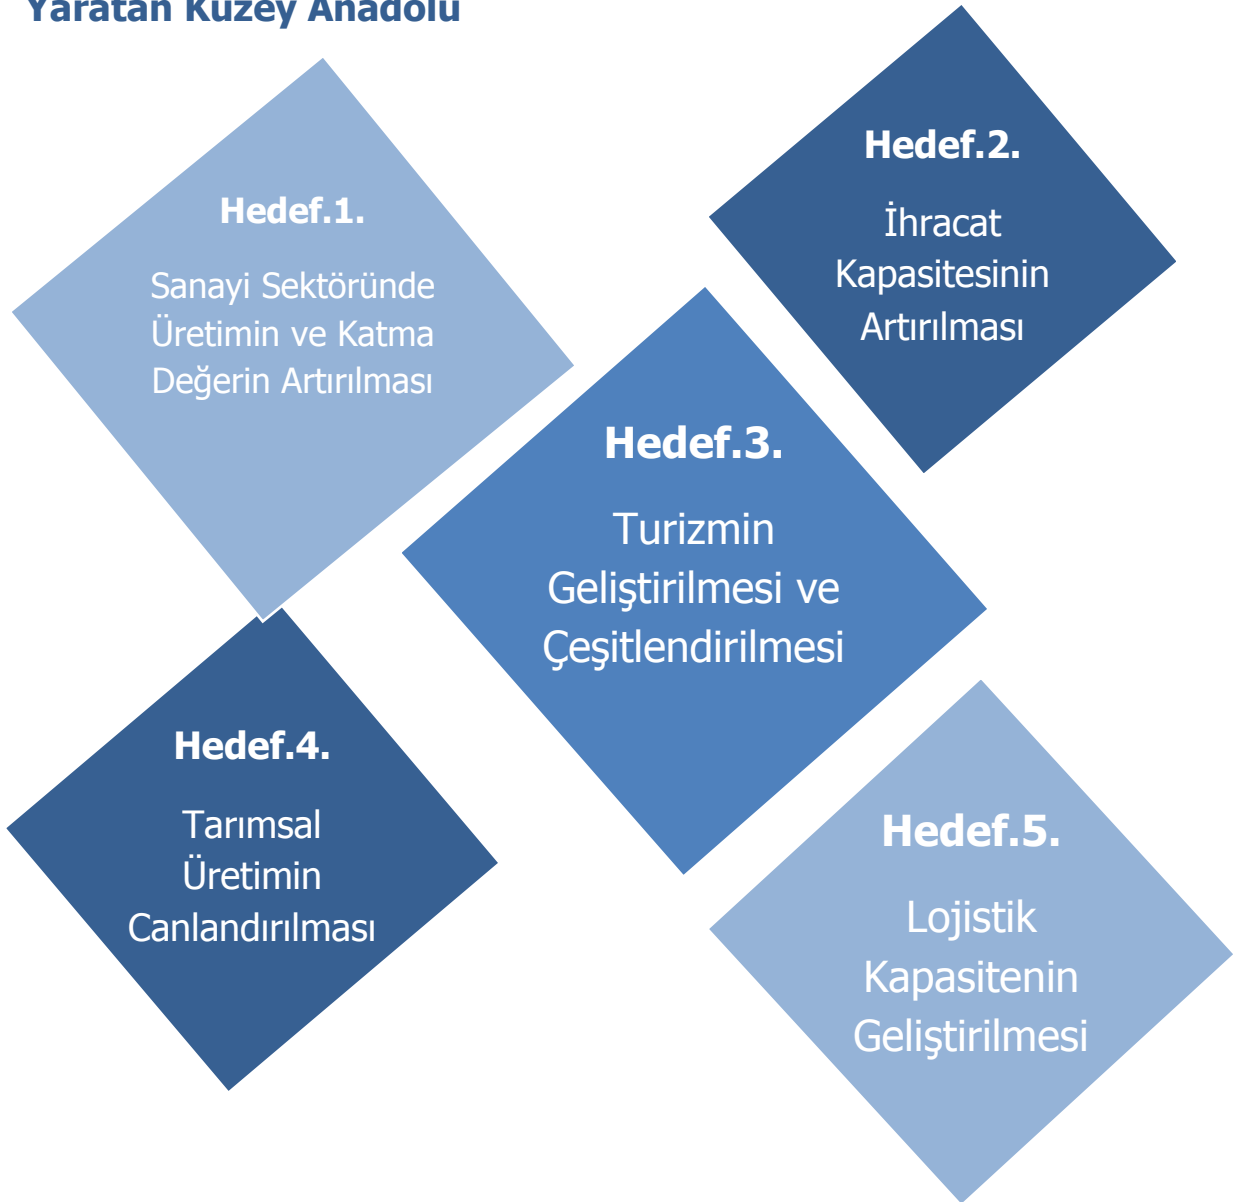 Yaratan Kuzey Anadolu
Hedef.1.
Sanayi Sektöründe
Üretimin ve Katma
Değerin Artırılması
Hedef.2.
İhracat
Kapasitesinin
Artırılması
Hedef.3.
Turizmin
Geliştirilmesi ve
Çeşitlendirilmesi
Hedef.4.
Tarımsal
Üretimin
Canlandırılması
Hedef.5.
Lojistik
Kapasitenin
Geliştirilmesi